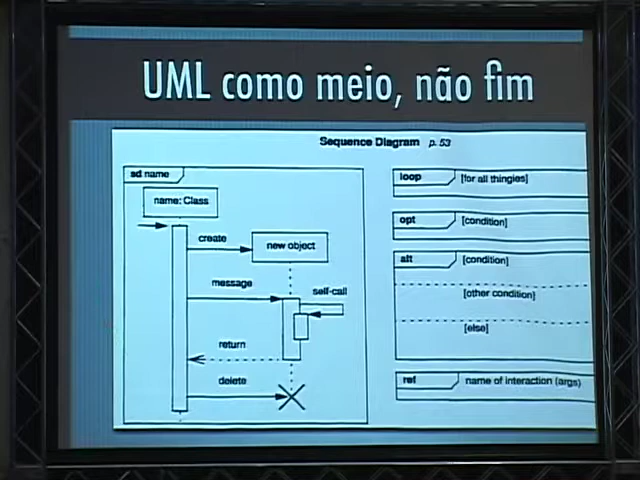 UML como meio, não fim
Sequence Diagram p. 53
sd name
name: Class
create
new object
message
self-call
return
delete
loop [for all thingies]
opt [condition]
alt [condition]
[other condition]
[else]
ref name of interaction (args)